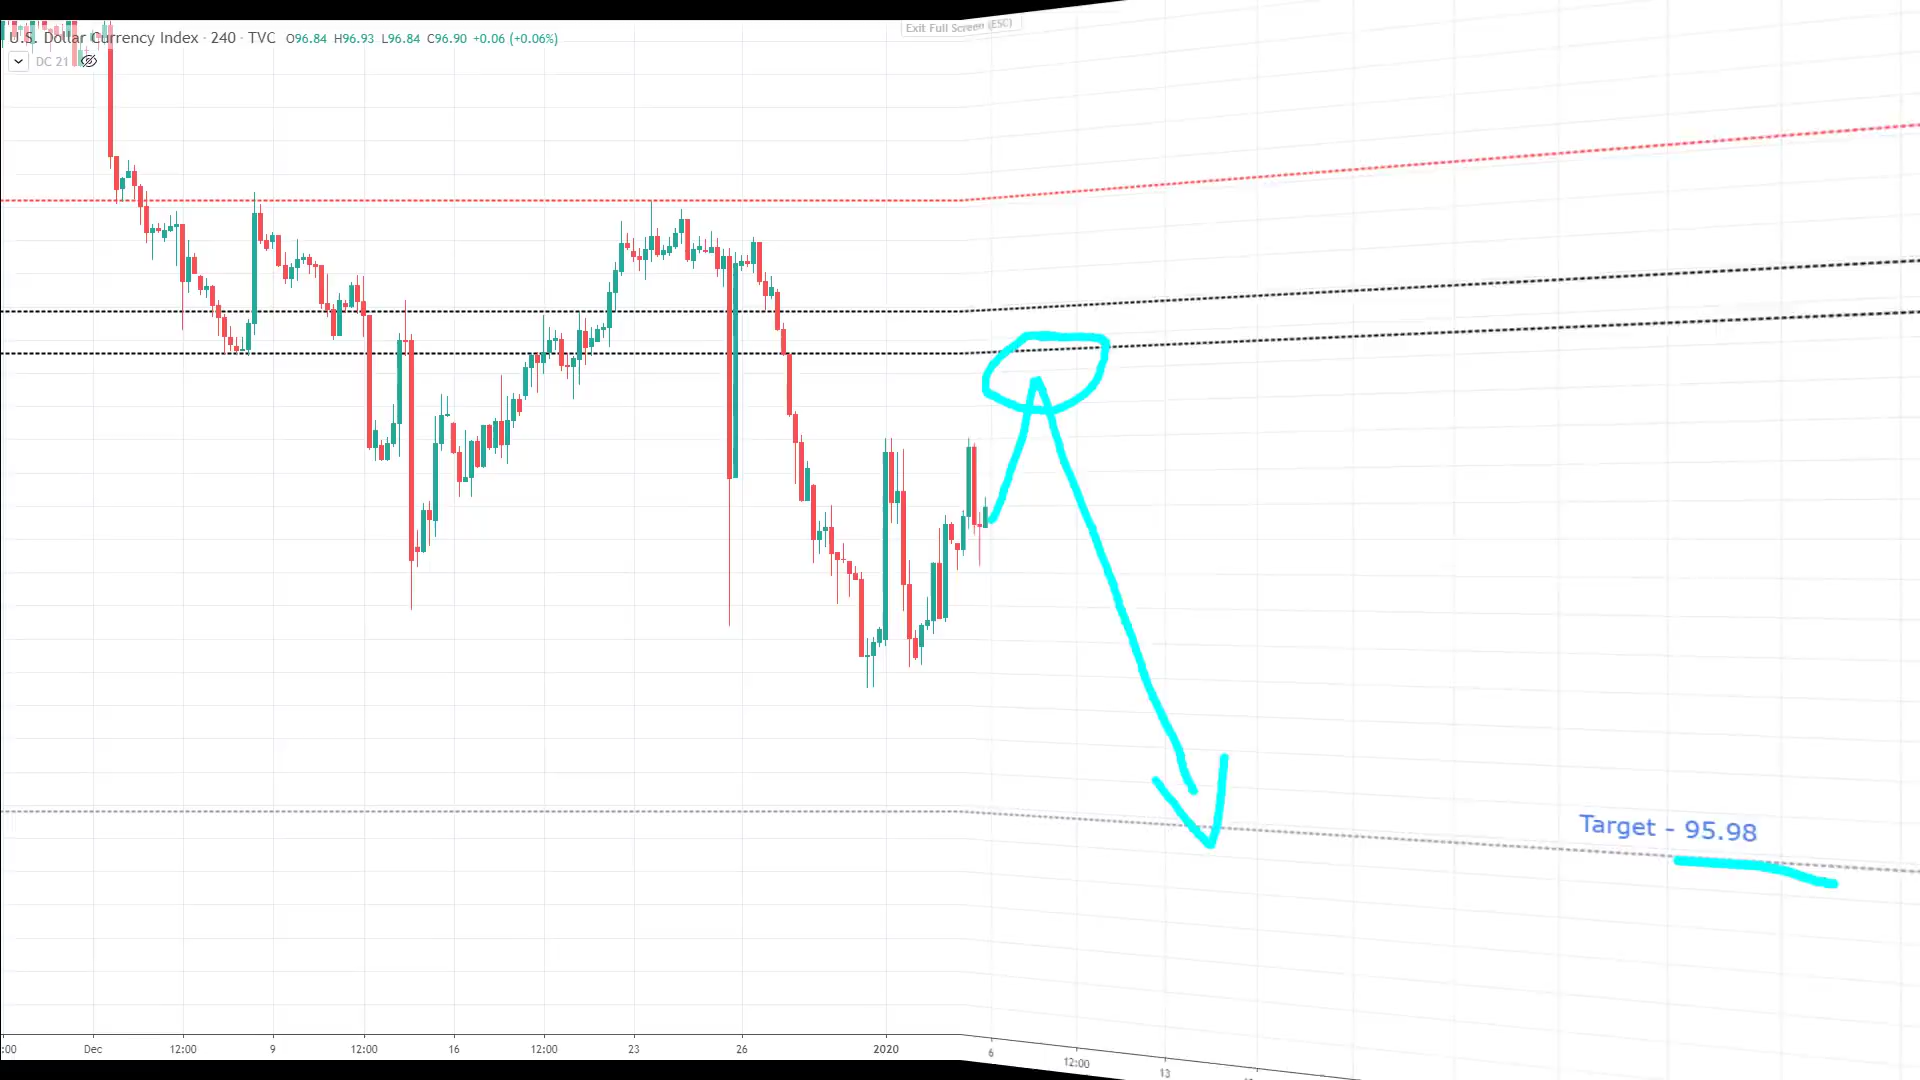 Exit Full Screen (ESC)
U.S. Dollar Currency Index · 240 · TVC O96.84 H96.93 L96.84 C96.90 +0.06 (+0.06%)
DC 21
Target - 95.98
:00 Dec 12:00 9 12:00 16 12:00 23 26 2020 6 12:00 13